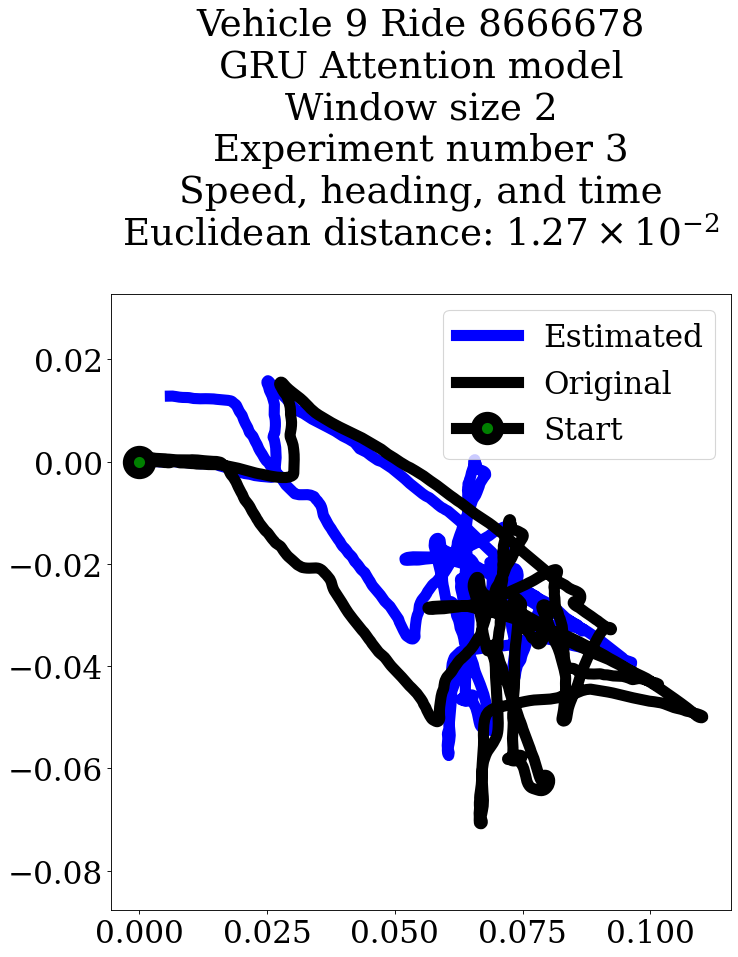 Vehicle 9 Ride 8666678
GRU Attention model
Window size 2
Experiment number 3
Speed, heading, and time
Euclidean distance: 1.27 × 10⁻²
Estimated
Original
Start
0.02
0.00
−0.02
−0.04
−0.06
−0.08
0.000 0.025 0.050 0.075 0.100